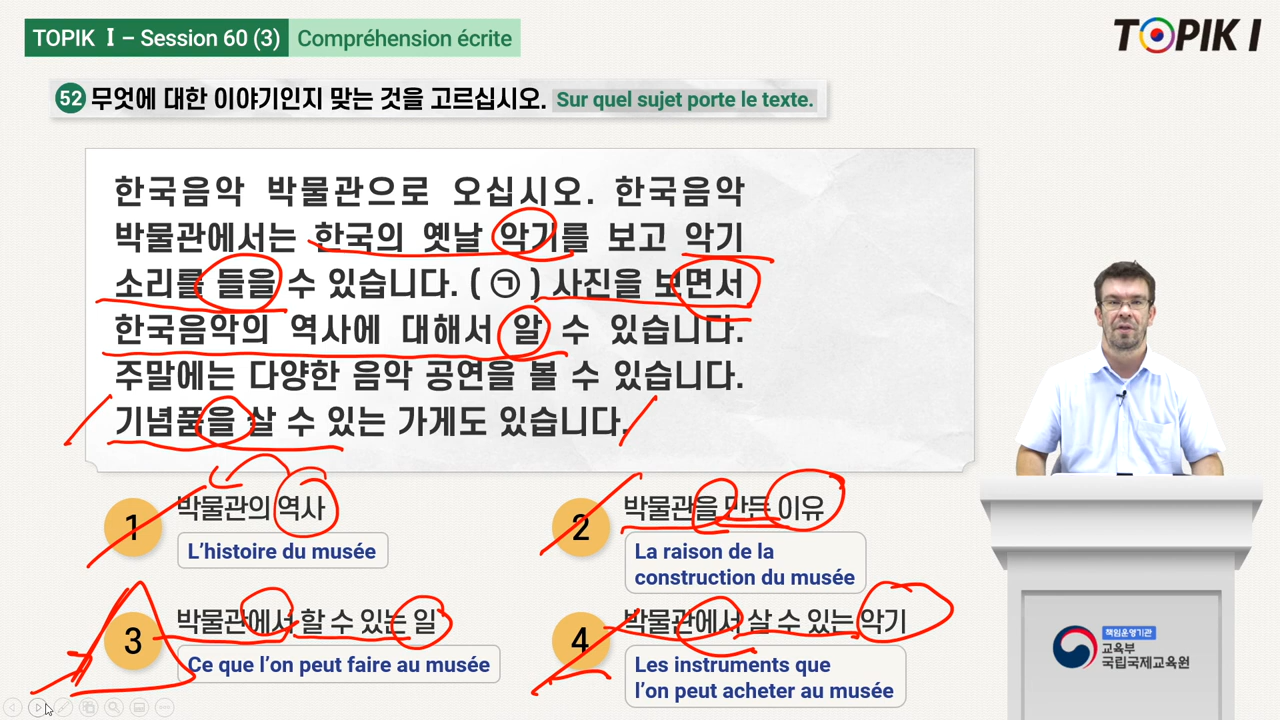 TOPIK Ⅰ – Session 60 (3) Compréhension écrite
TOPIK I
52 무엇에 대한 이야기인지 맞는 것을 고르십시오. Sur quel sujet porte le texte.
한국음악 박물관으로 오십시오. 한국음악
박물관에서는 한국의 옛날 악기를 보고 악기
소리를 들을 수 있습니다. ( ㉠ ) 사진을 보면서
한국음악의 역사에 대해서 알 수 있습니다.
주말에는 다양한 음악 공연을 볼 수 있습니다.
기념품을 살 수 있는 가게도 있습니다.
1 박물관의 역사
L’histoire du musée
2 박물관을 만든 이유
La raison de la
construction du musée
3 박물관에서 할 수 있는 일
Ce que l’on peut faire au musée
4 박물관에서 살 수 있는 악기
Les instruments que
l’on peut acheter au musée
책임운영기관
교육부
국립국제교육원